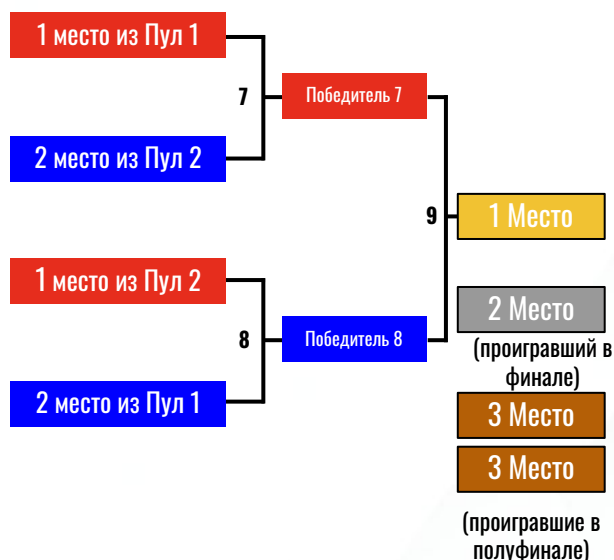 1 место из Пул 1
7
Победитель 7
2 место из Пул 2
9
1 Место
1 место из Пул 2
8
Победитель 8
2 место из Пул 1
2 Место
(проигравший в
финале)
3 Место
3 Место
(проигравшие в
полуфинале)